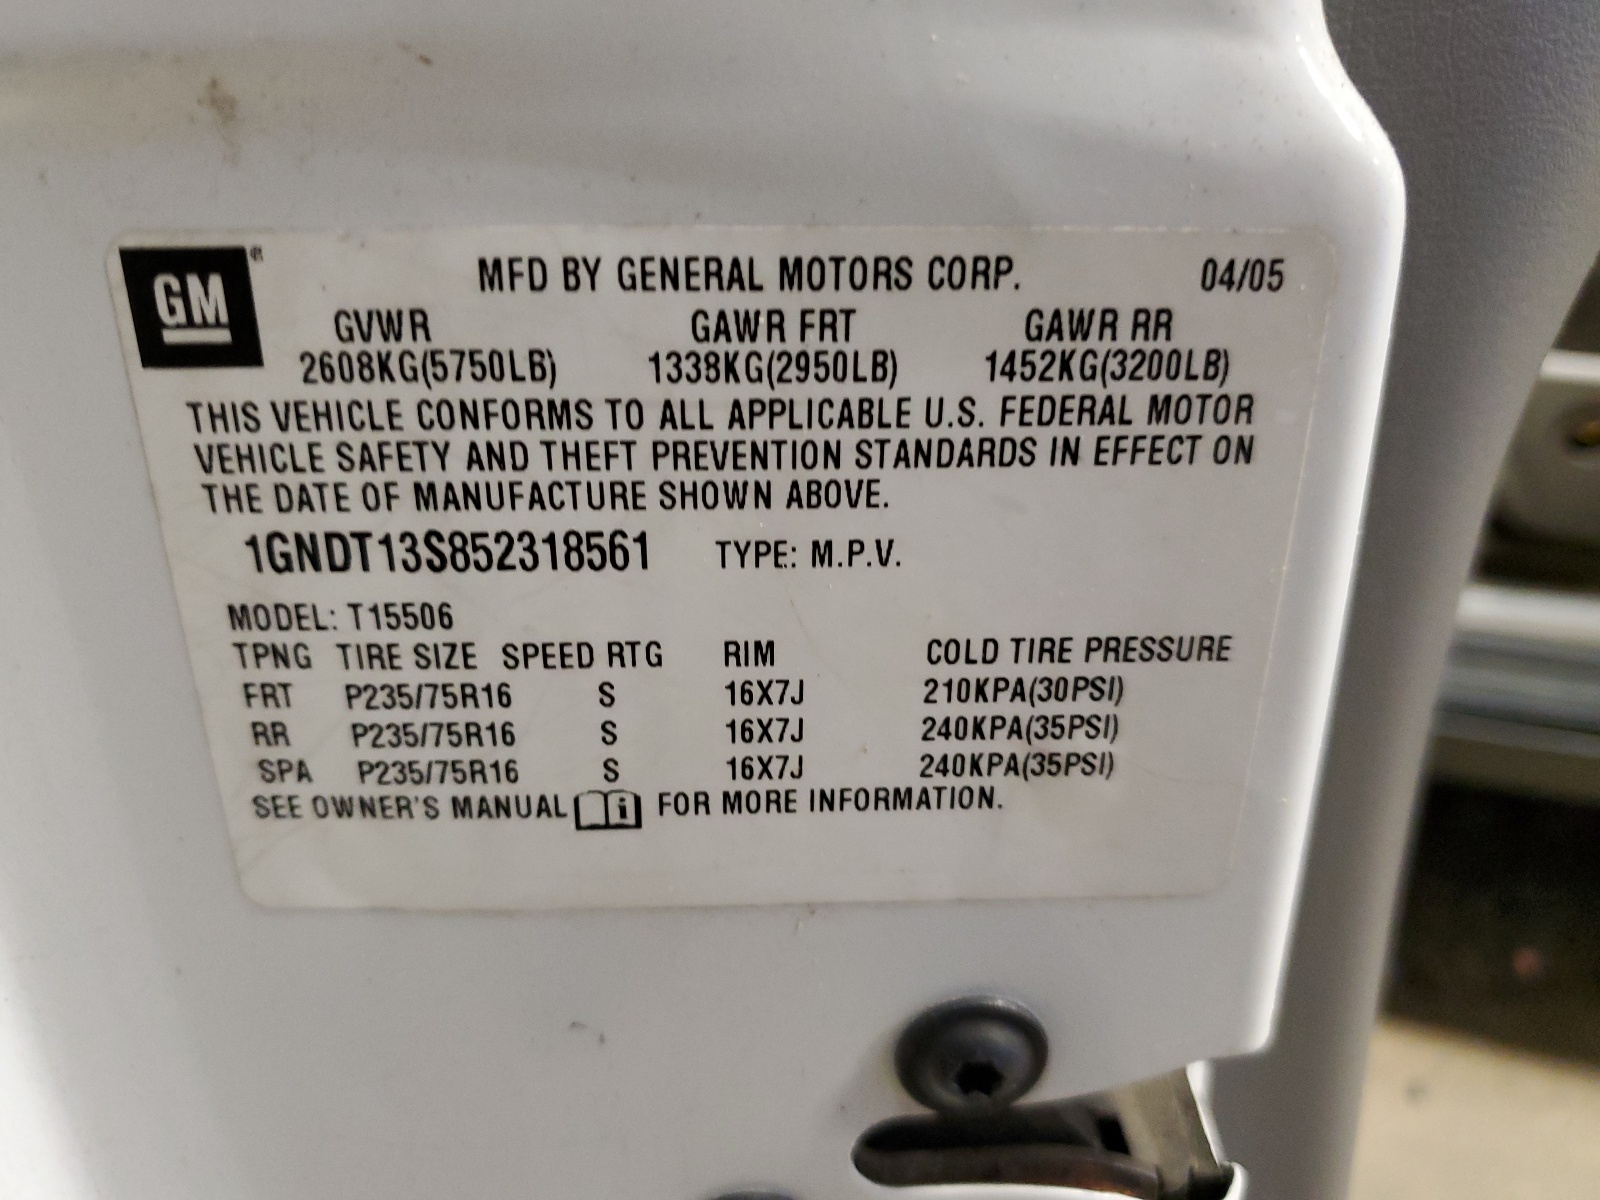 GM
MFD BY GENERAL MOTORS CORP. 04/05
GVWR GAWR FRT GAWR RR
2608KG(5750LB) 1338KG(2950LB) 1452KG(3200LB)
THIS VEHICLE CONFORMS TO ALL APPLICABLE U.S. FEDERAL MOTOR
VEHICLE SAFETY AND THEFT PREVENTION STANDARDS IN EFFECT ON
THE DATE OF MANUFACTURE SHOWN ABOVE.
1GNDT13S852318561 TYPE: M.P.V.
MODEL: T15506
TPNG TIRE SIZE SPEED RTG RIM COLD TIRE PRESSURE
FRT P235/75R16 S 16X7J 210KPA(30PSI)
RR P235/75R16 S 16X7J 240KPA(35PSI)
SPA P235/75R16 S 16X7J 240KPA(35PSI)
SEE OWNER'S MANUAL i FOR MORE INFORMATION.